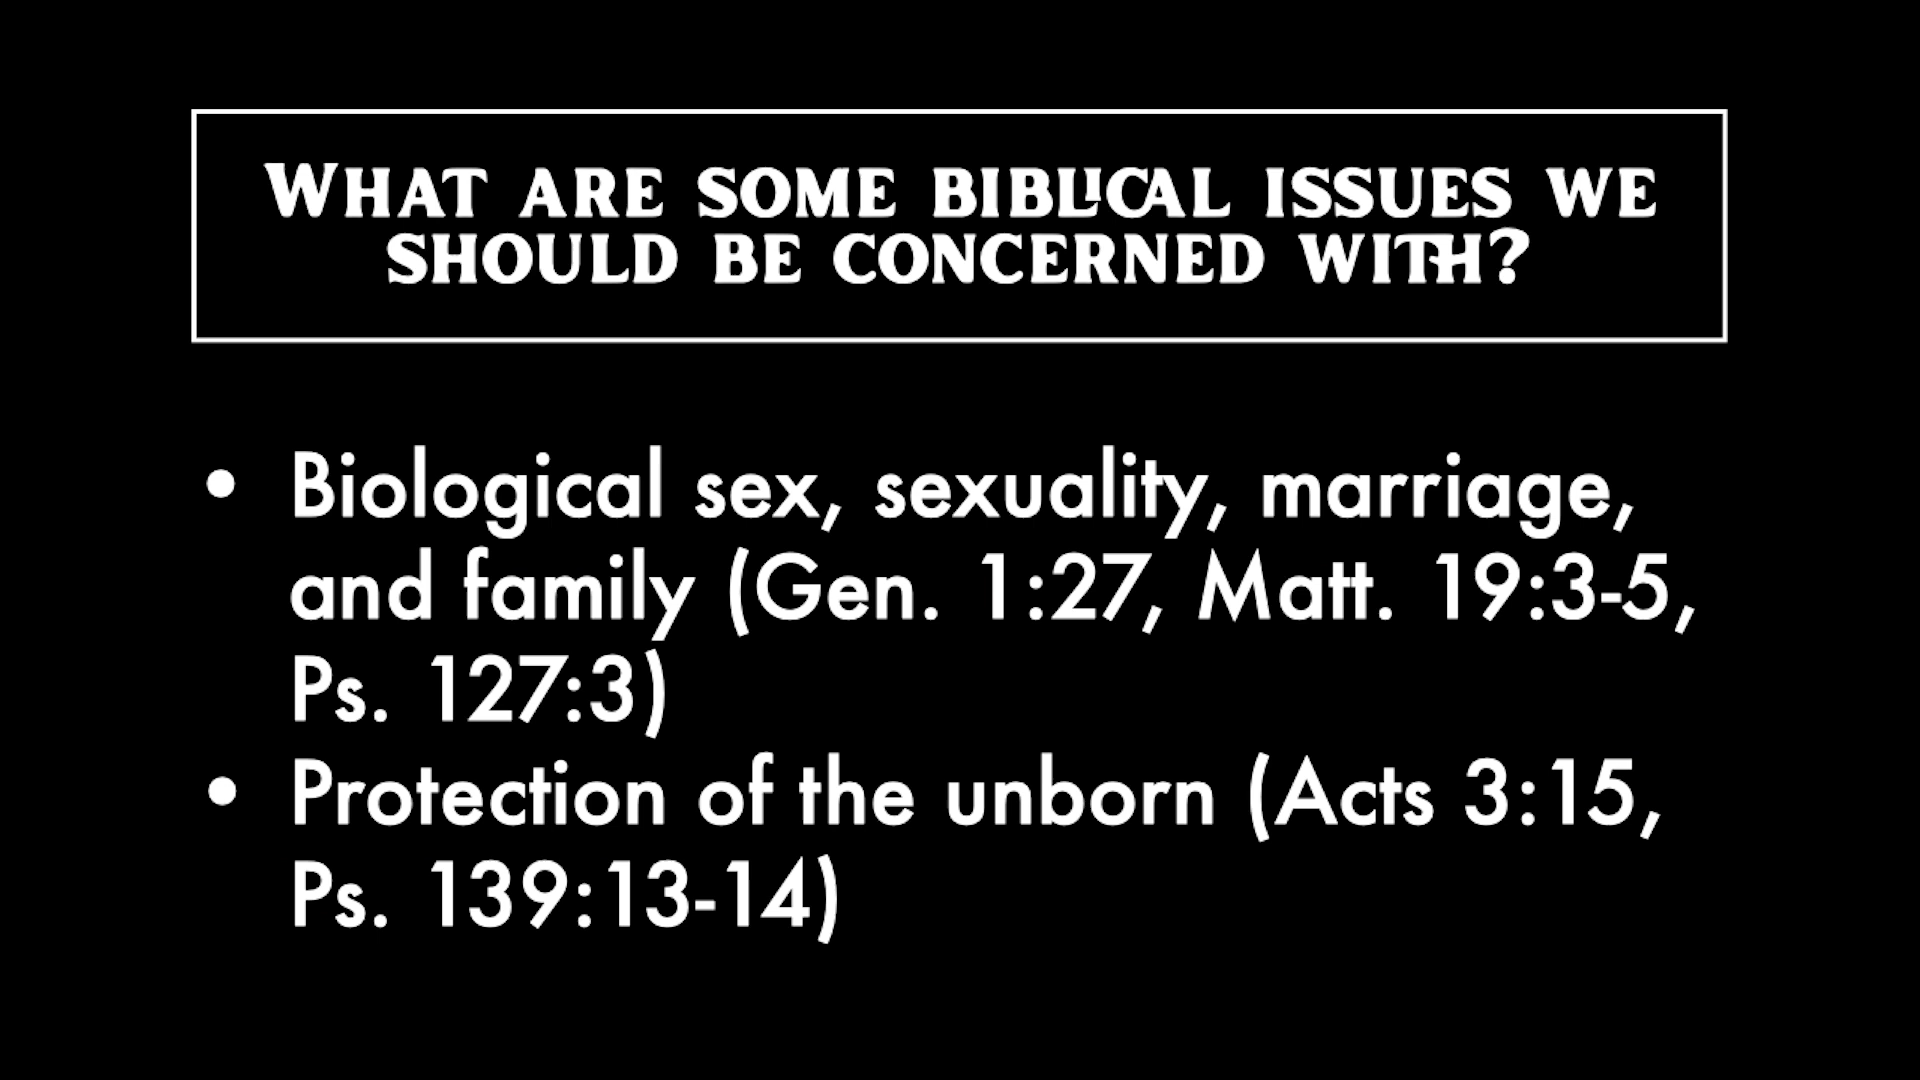 What are some biblical issues we
should be concerned with?
• Biological sex, sexuality, marriage,
and family (Gen. 1:27, Matt. 19:3-5,
Ps. 127:3)
• Protection of the unborn (Acts 3:15,
Ps. 139:13-14)